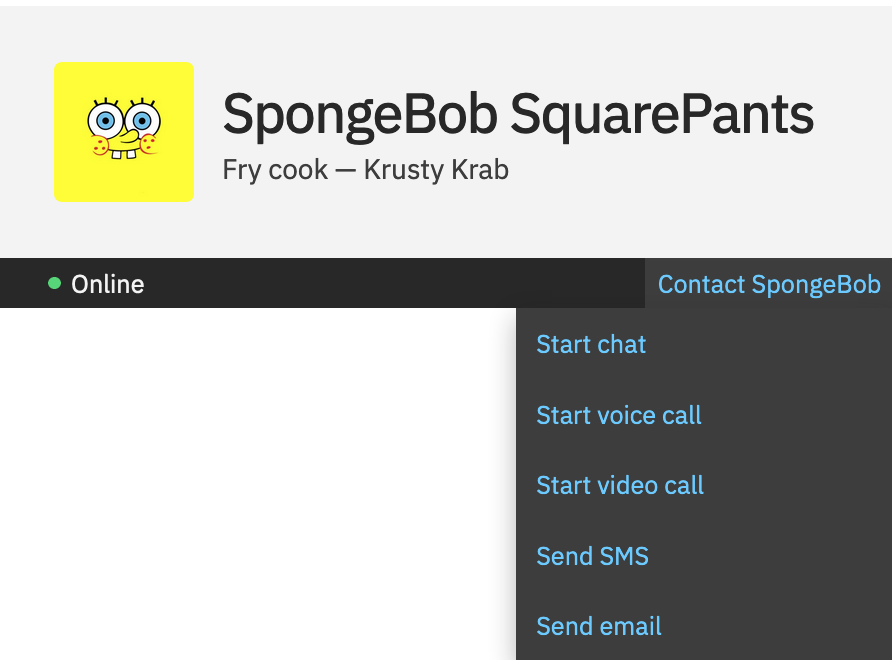 SpongeBob SquarePants
Fry cook — Krusty Krab
Online
Contact SpongeBob
Start chat
Start voice call
Start video call
Send SMS
Send email